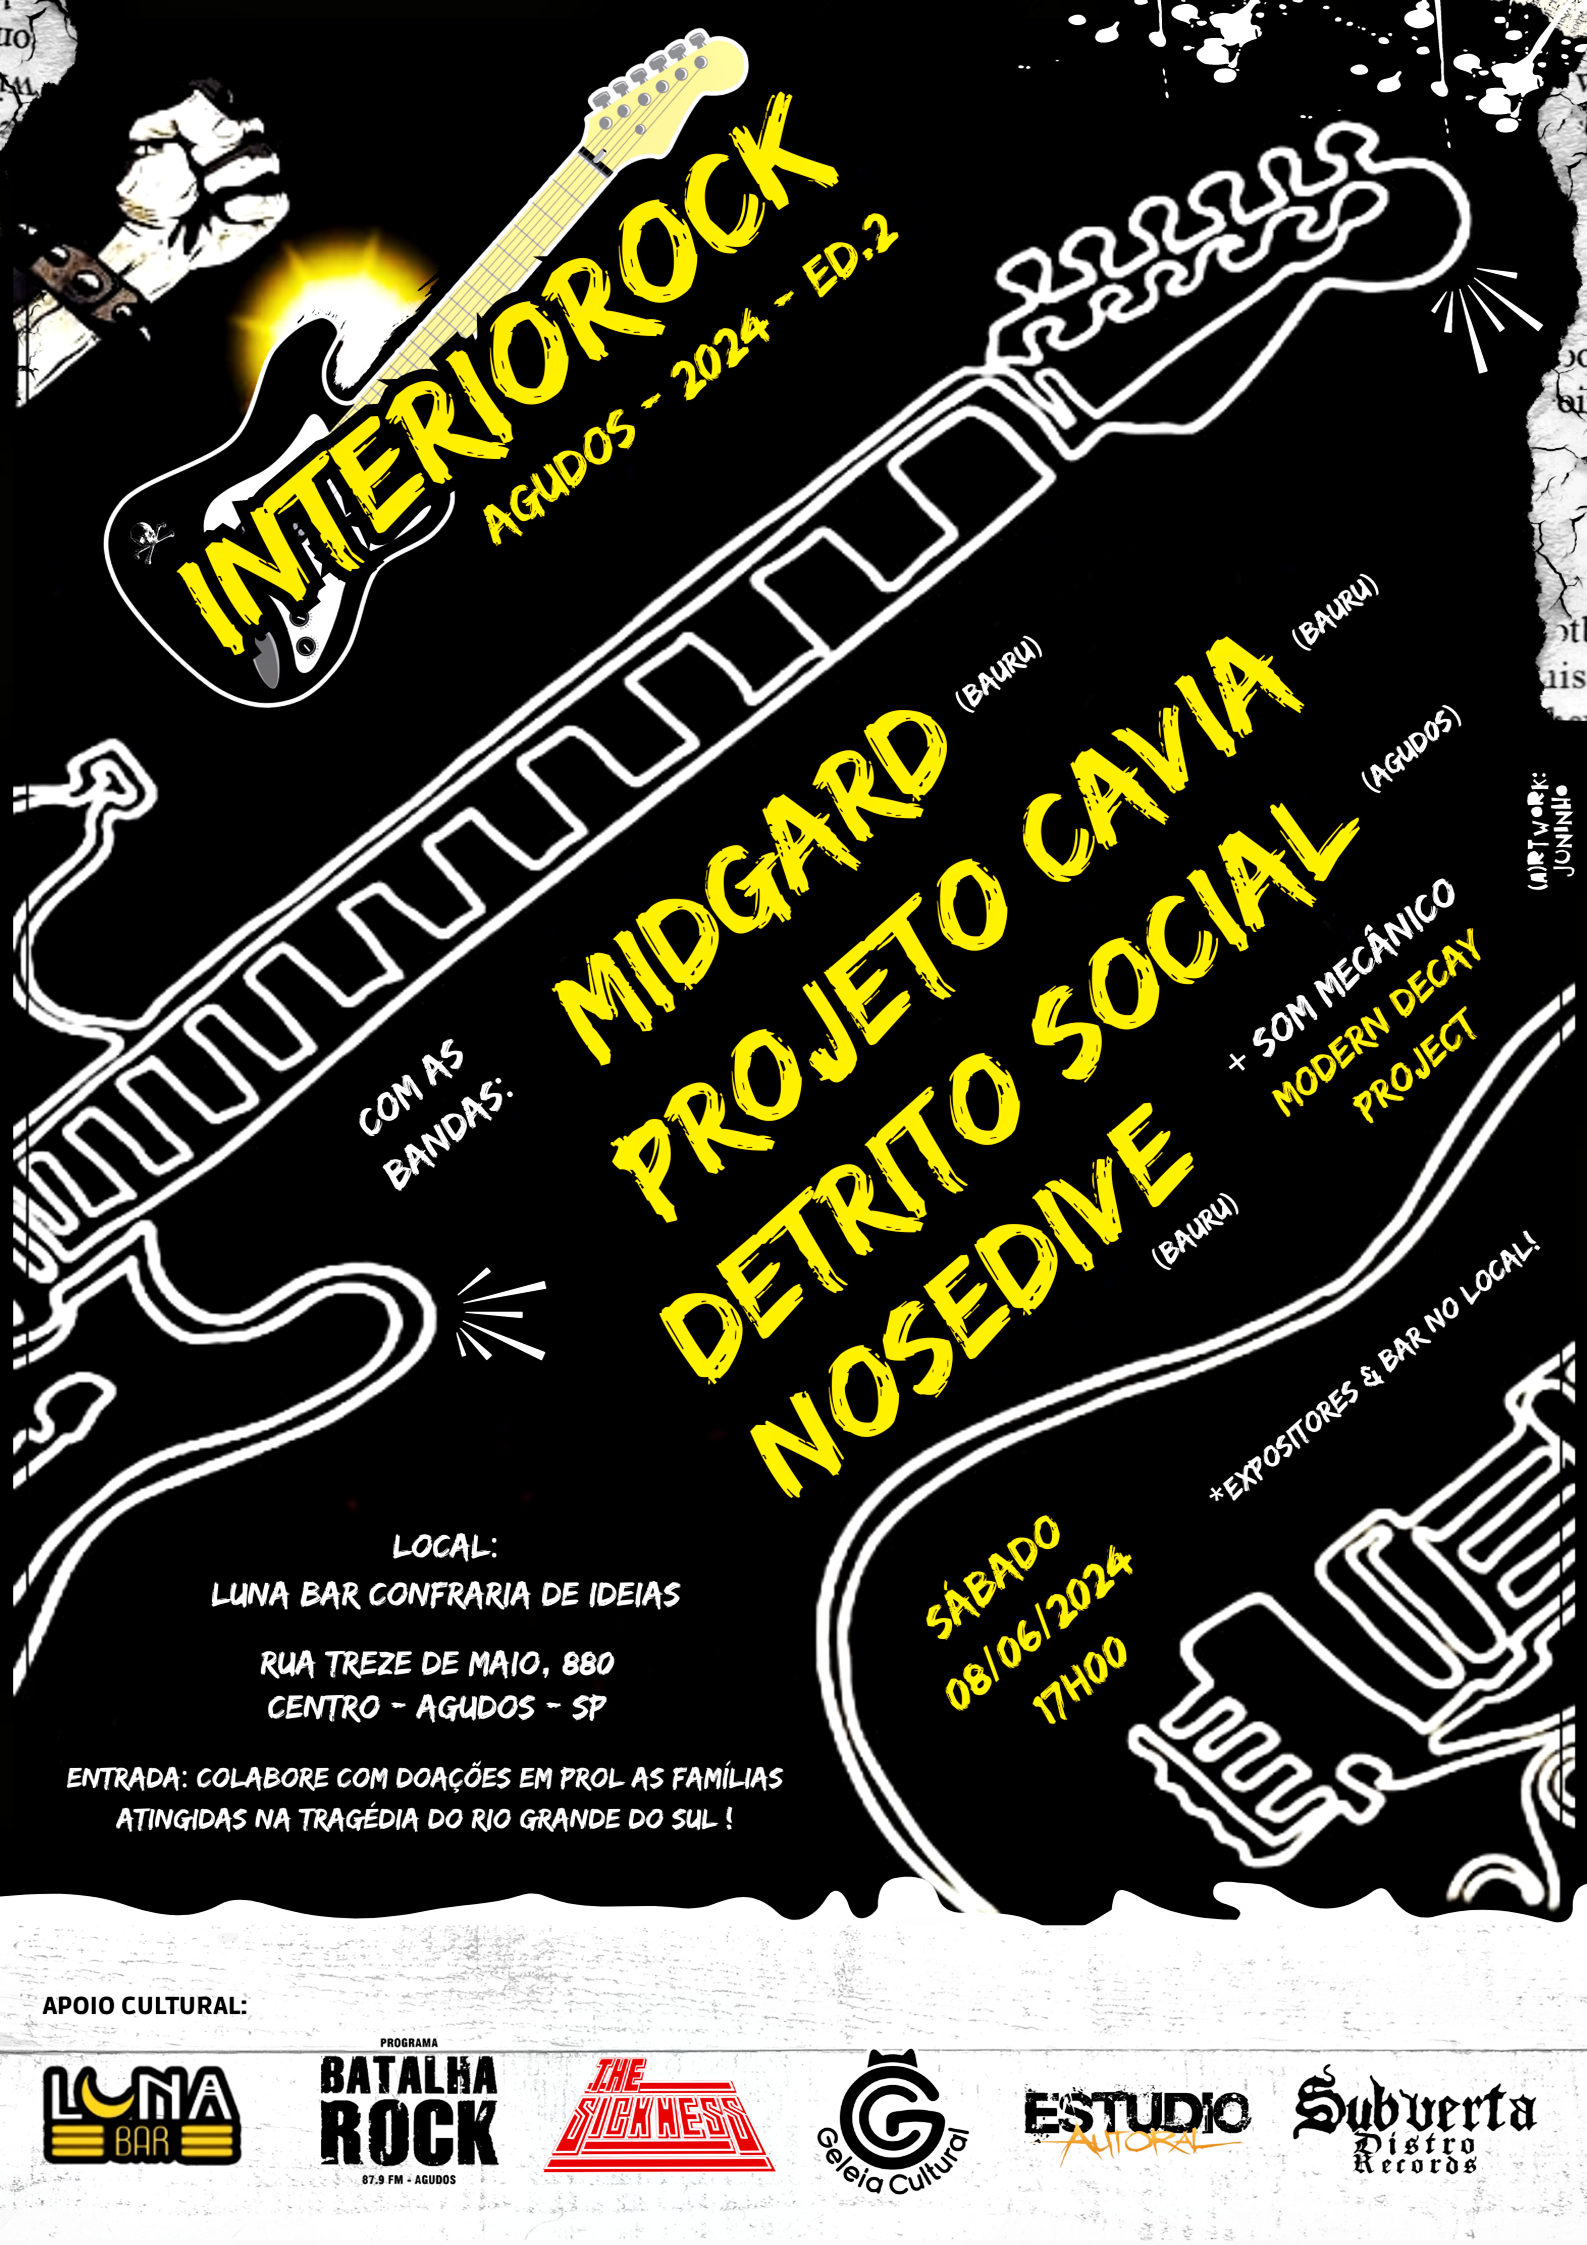 INTERIOROCK
AGUDOS - 2024 - ED.2
COM AS
BANDAS:
MIDGARD (BAURU)
PROJETO CAVIA (BAURU)
DETRITO SOCIAL (AGUDOS)
NOSEDIVE (BAURU)
+ SOM MECÂNICO
MODERN DECAY
PROJECT
(A)RTWORK:
JUNINHO
*EXPOSITORES & BAR NO LOCAL!
SÁBADO
08/06/2024
17H00
LOCAL:
LUNA BAR CONFRARIA DE IDEIAS
RUA TREZE DE MAIO, 880
CENTRO - AGUDOS - SP
ENTRADA: COLABORE COM DOAÇÕES EM PROL AS FAMÍLIAS
ATINGIDAS NA TRAGÉDIA DO RIO GRANDE DO SUL !
APOIO CULTURAL:
LUNA
BAR
PROGRAMA
BATALHA
ROCK
87.9 FM - AGUDOS
THE
SICKNESS
Geleia Cultural
ESTUDIO
AUTORAL
Subverta
Distro
Records